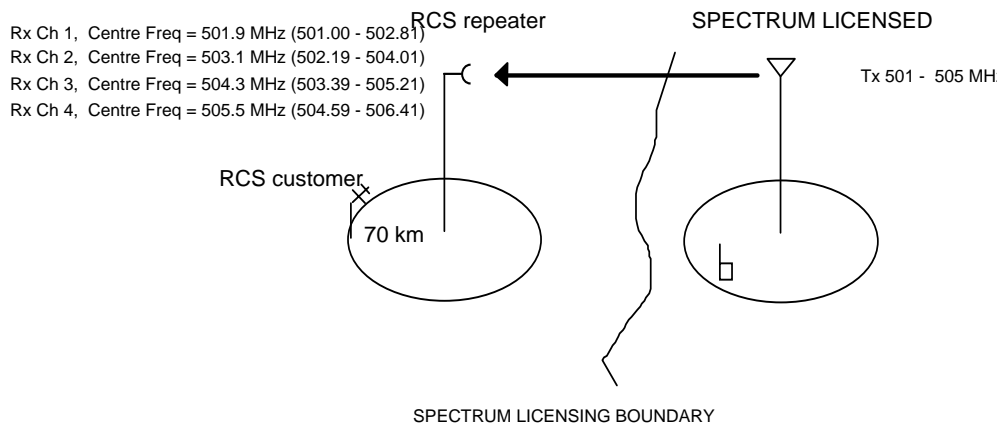 RCS repeater
SPECTRUM LICENSED
Rx Ch 1, Centre Freq = 501.9 MHz (501.00 - 502.81)
Rx Ch 2, Centre Freq = 503.1 MHz (502.19 - 504.01)
Rx Ch 3, Centre Freq = 504.3 MHz (503.39 - 505.21)
Rx Ch 4, Centre Freq = 505.5 MHz (504.59 - 506.41)
Tx 501 - 505 MH
RCS customer
70 km
SPECTRUM LICENSING BOUNDARY